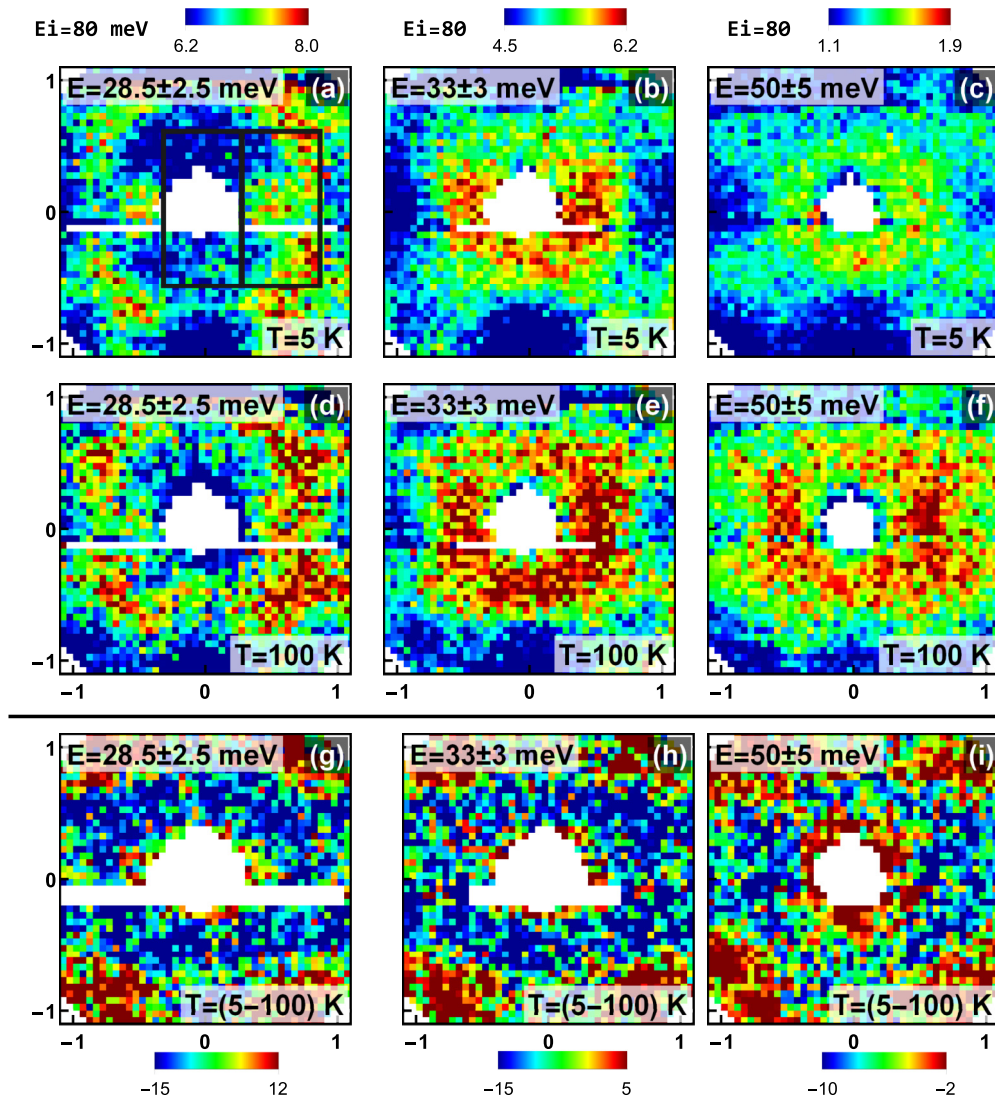 Ei=80 meV
6.2 8.0
Ei=80
4.5 6.2
Ei=80
1.1 1.9
E=28.5±2.5 meV (a)
E=33±3 meV (b)
E=50±5 meV (c)
1
0
−1
T=5 K
T=5 K
T=5 K
E=28.5±2.5 meV (d)
E=33±3 meV (e)
E=50±5 meV (f)
1
0
−1
T=100 K
T=100 K
T=100 K
−1 0 1
−1 0 1
−1 0 1
E=28.5±2.5 meV (g)
E=33±3 meV (h)
E=50±5 meV (i)
1
0
−1
T=(5−100) K
T=(5−100) K
T=(5−100) K
−1 0 1
−1 0 1
−1 0 1
−15 12
−15 5
−10 −2